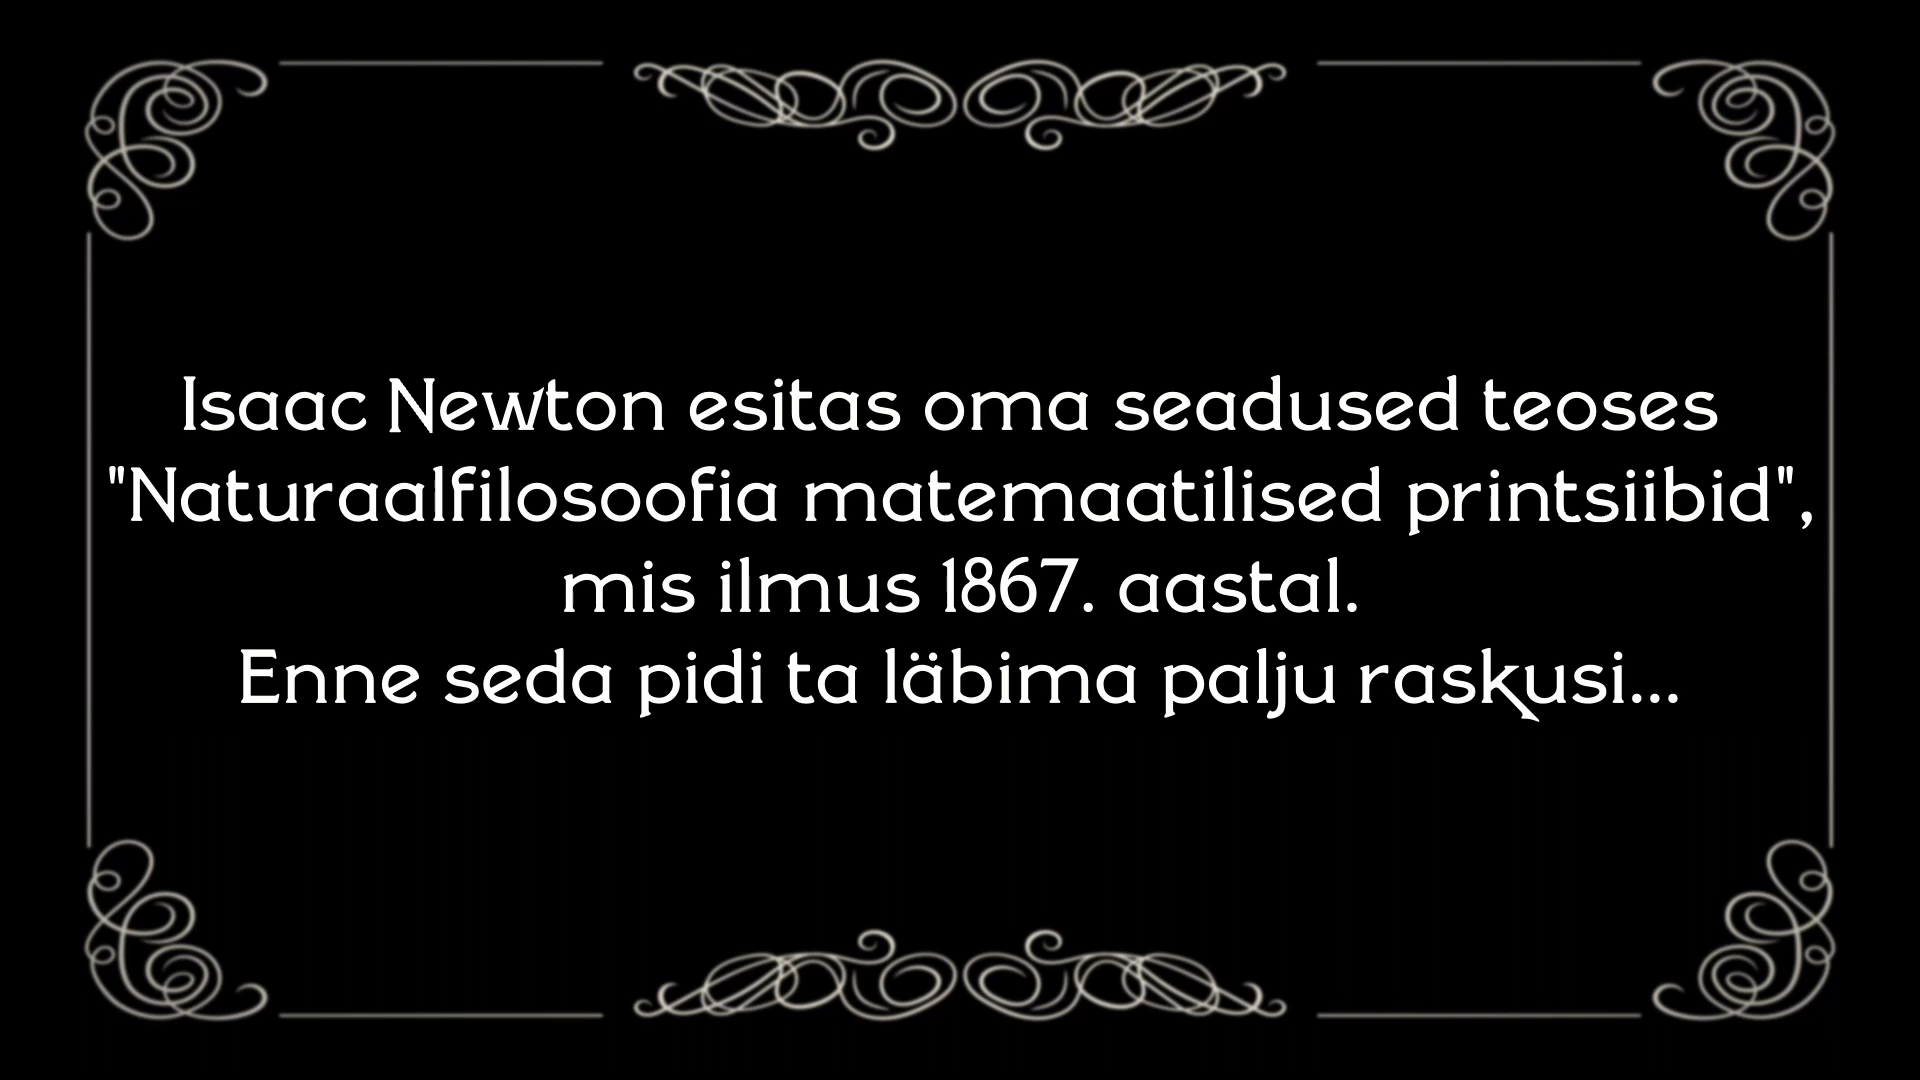 Isaac Newton esitas oma seadused teoses
"Naturaalfilosoofia matemaatilised printsiibid",
mis ilmus 1867. aastal.
Enne seda pidi ta läbima palju raskusi...